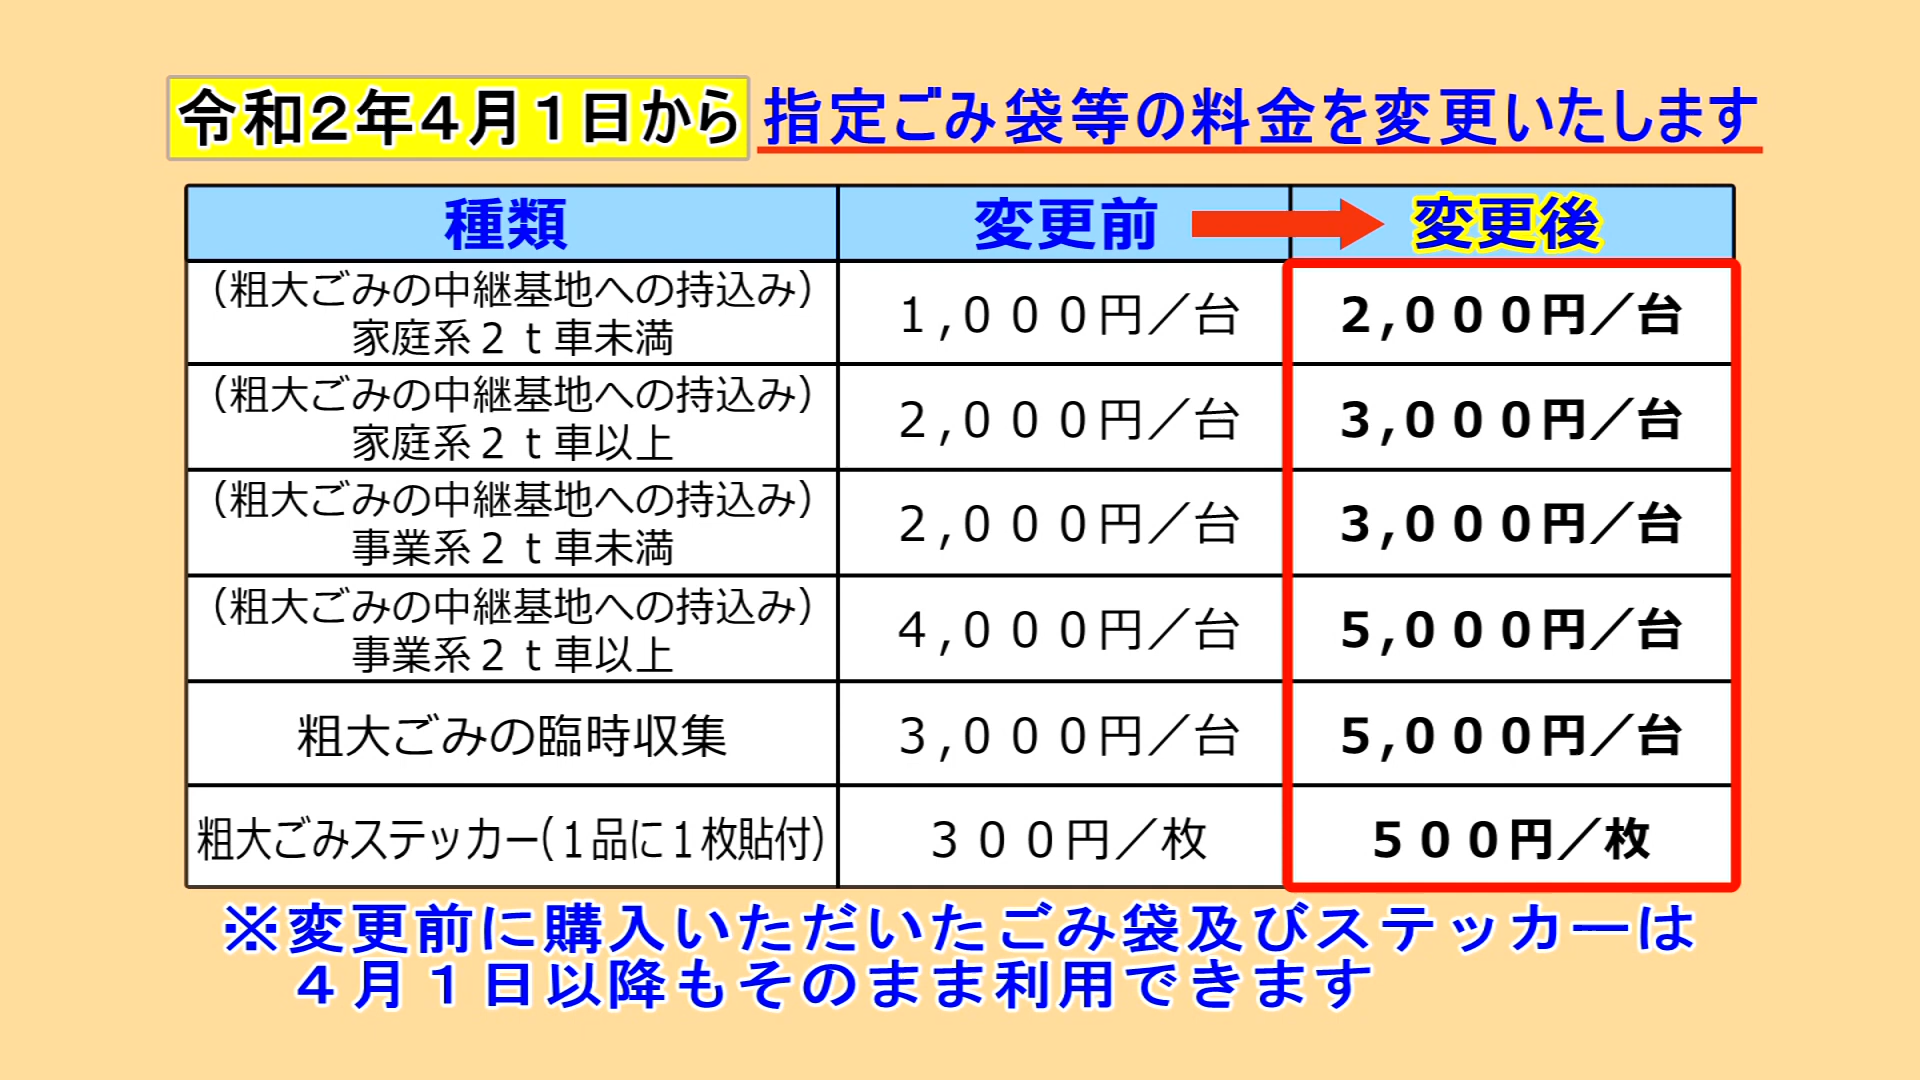 令和２年４月１日から 指定ごみ袋等の料金を変更いたします
種類 変更前 変更後
（粗大ごみの中継基地への持込み）
家庭系２ｔ車未満
１,０００円／台 ２,０００円／台
（粗大ごみの中継基地への持込み）
家庭系２ｔ車以上
２,０００円／台 ３,０００円／台
（粗大ごみの中継基地への持込み）
事業系２ｔ車未満
２,０００円／台 ３,０００円／台
（粗大ごみの中継基地への持込み）
事業系２ｔ車以上
４,０００円／台 ５,０００円／台
粗大ごみの臨時収集 ３,０００円／台 ５,０００円／台
粗大ごみステッカー(１品に１枚貼付) ３００円／枚 ５００円／枚
※変更前に購入いただいたごみ袋及びステッカーは
４月１日以降もそのまま利用できます